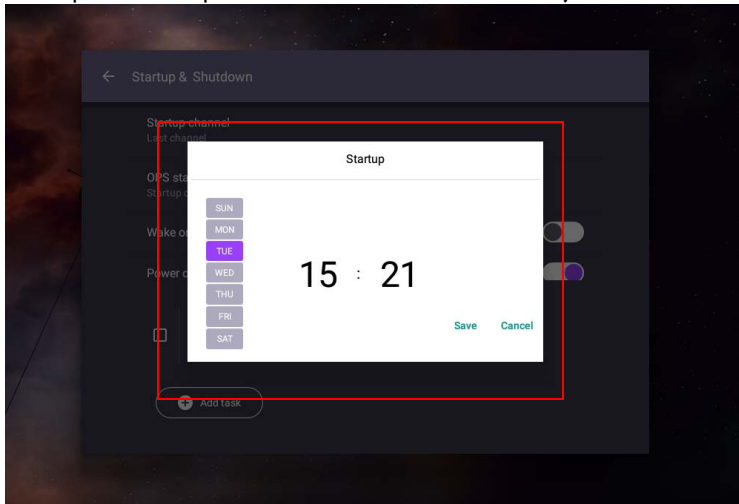 Startup & Shutdown
Startup channel
Last channel
Startup
OPS sta
Startup
SUN
MON
TUE
WED
THU
FRI
SAT
Wake o
Power
15 : 21
Save Cancel
Add task